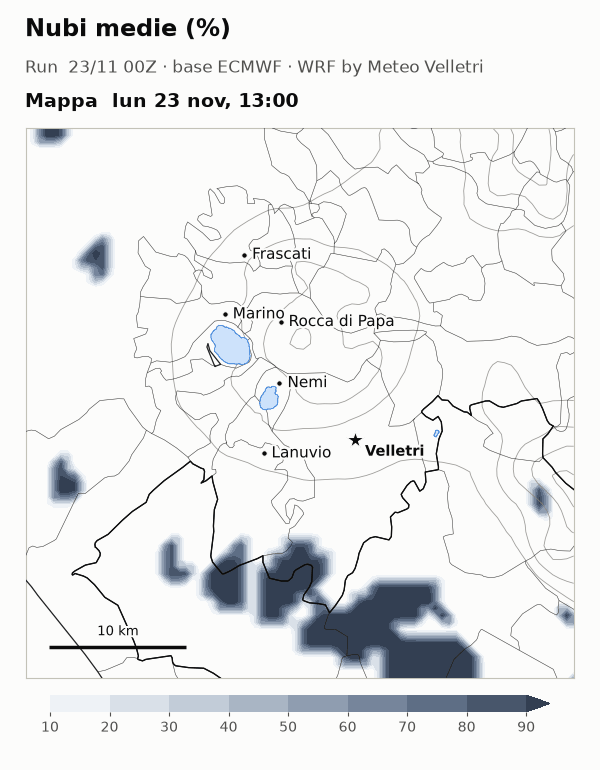 Nubi medie (%)
Run  23/11 00Z · base ECMWF · WRF by Meteo Velletri
Mappa  lun 23 nov, 13:00
Frascati
Marino
Rocca di Papa
Nemi
Velletri
Lanuvio
10 km
10 20 30 40 50 60 70 80 90